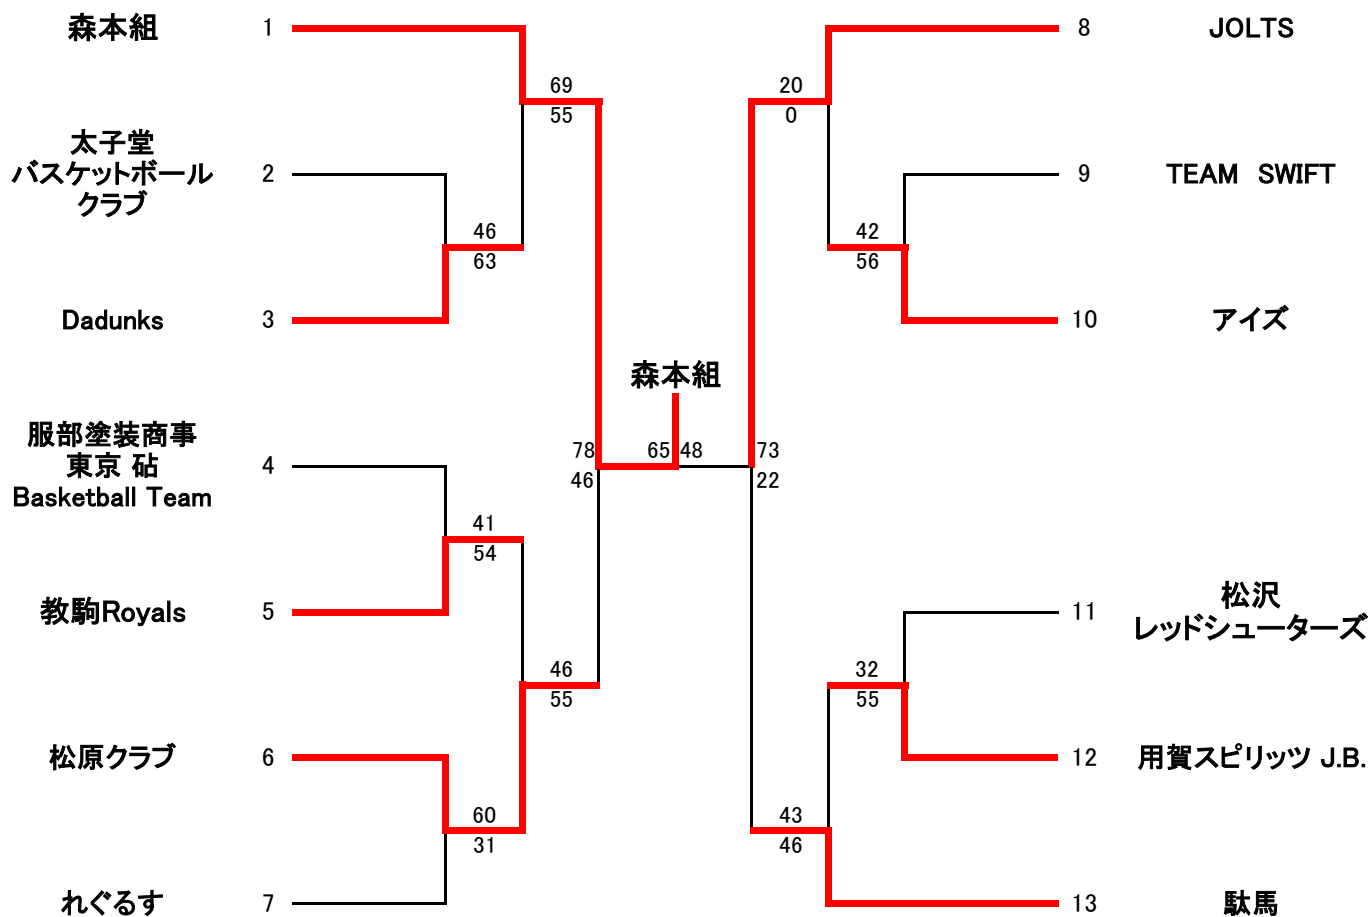 森本組 1
太子堂
バスケットボール
クラブ
2
Dadunks 3
服部塗装商事
東京 砧
Basketball Team
4
教駒Royals 5
松原クラブ 6
れぐるす 7
69
55
46
63
41
54
46
55
60
31
78
46
森本組
65 48
73
22
20
0
42
56
32
55
43
46
8 JOLTS
9 TEAM SWIFT
10 アイズ
11
松沢
レッドシューターズ
12 用賀スピリッツ J.B.
13 駄馬